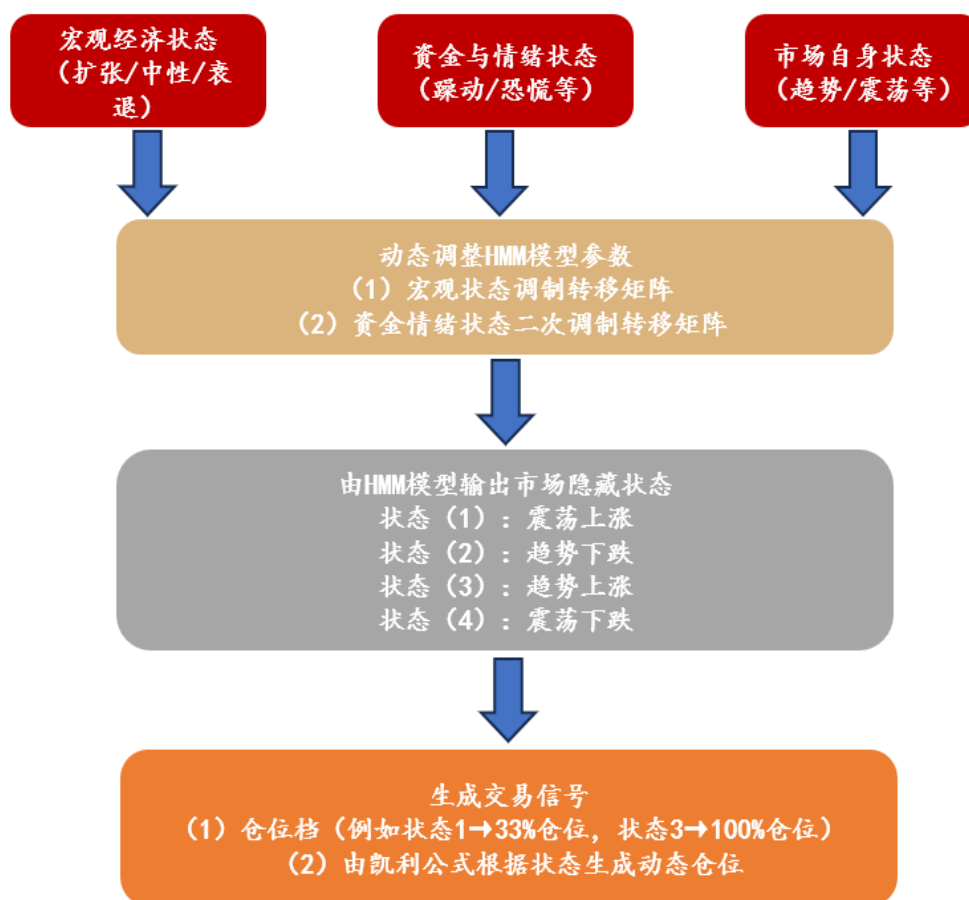 宏观经济状态
（扩张/中性/衰
退）
资金与情绪状态
（躁动/恐慌等）
市场自身状态
（趋势/震荡等）
动态调整HMM模型参数
（1）宏观状态调制转移矩阵
（2）资金情绪状态二次调制转移矩阵
由HMM模型输出市场隐藏状态
状态（1）：震荡上涨
状态（2）：趋势下跌
状态（3）：趋势上涨
状态（4）：震荡下跌
生成交易信号
（1）仓位档（例如状态1→33%仓位，状态3→100%仓位）
（2）由凯利公式根据状态生成动态仓位